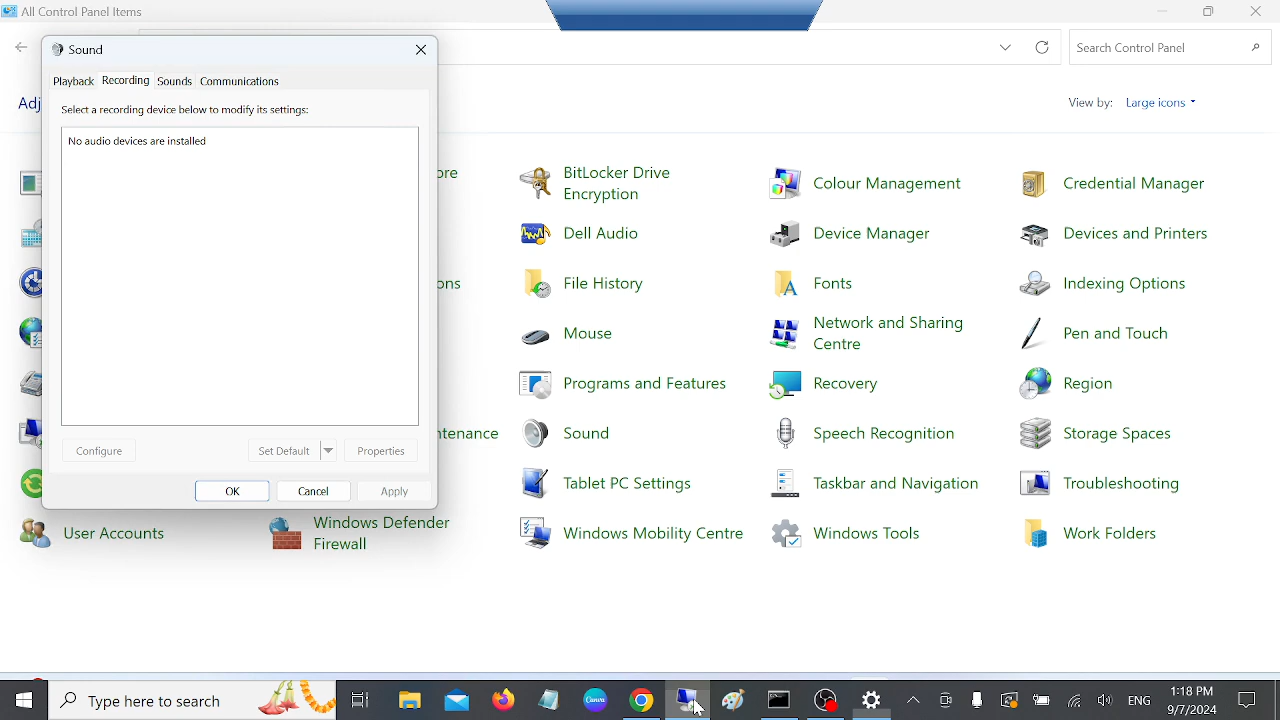 All Control Panel Items
Search Control Panel
Sound
Playback Recording Sounds Communications
Adj
View by: Large icons
Select a recording device below to modify its settings:
No audio devices are installed
ore
BitLocker Drive
Encryption
Colour Management
Credential Manager
Dell Audio
Device Manager
Devices and Printers
ons
File History
Fonts
Indexing Options
Mouse
Network and Sharing
Centre
Pen and Touch
Programs and Features
Recovery
Region
tenance
Sound
Speech Recognition
Storage Spaces
Configure
Set Default
Properties
Tablet PC Settings
Taskbar and Navigation
Troubleshooting
OK
Cancel
Apply
User Accounts
Windows Defender
Firewall
Windows Mobility Centre
Windows Tools
Work Folders
Type here to search
Canva
ENG
1:18 PM
9/7/2024